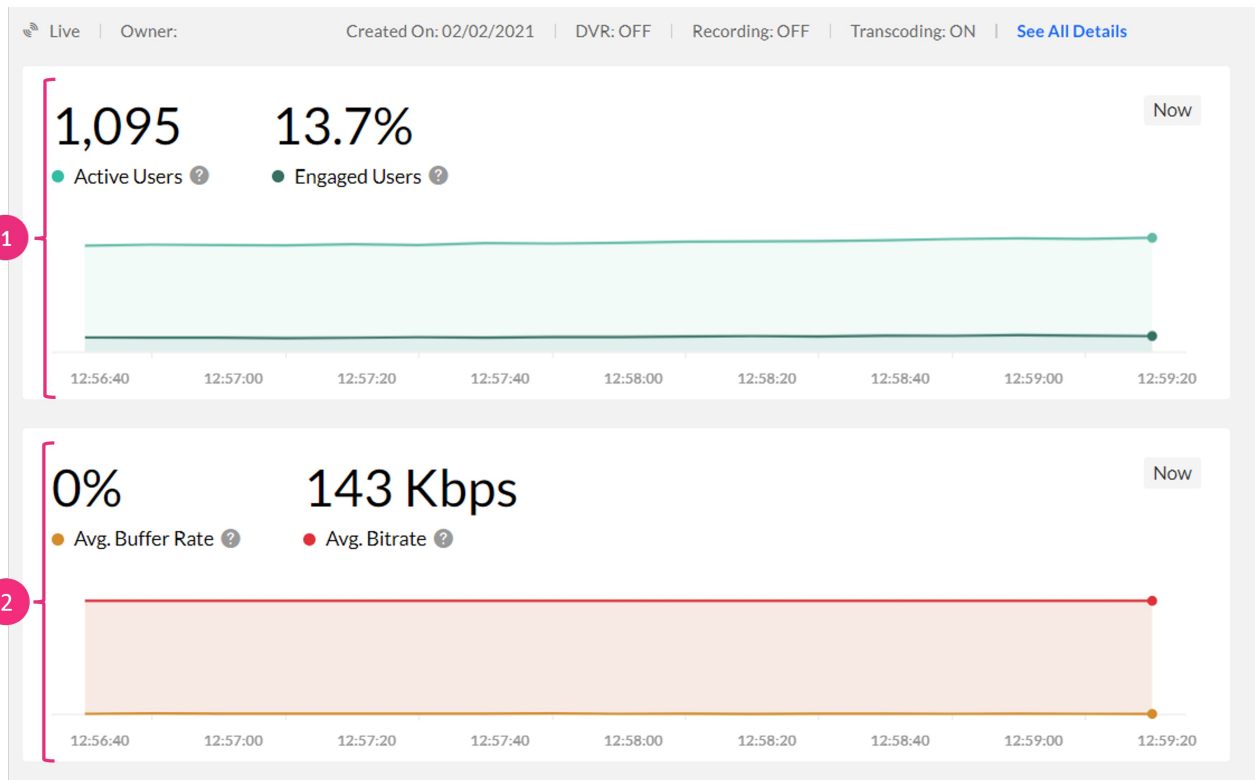 Live | Owner: Created On: 02/02/2021 | DVR: OFF | Recording: OFF | Transcoding: ON | See All Details
1,095 13.7% Now
Active Users ? Engaged Users ?
1
12:56:40 12:57:00 12:57:20 12:57:40 12:58:00 12:58:20 12:58:40 12:59:00 12:59:20
0% 143 Kbps Now
Avg. Buffer Rate ? Avg. Bitrate ?
2
12:56:40 12:57:00 12:57:20 12:57:40 12:58:00 12:58:20 12:58:40 12:59:00 12:59:20